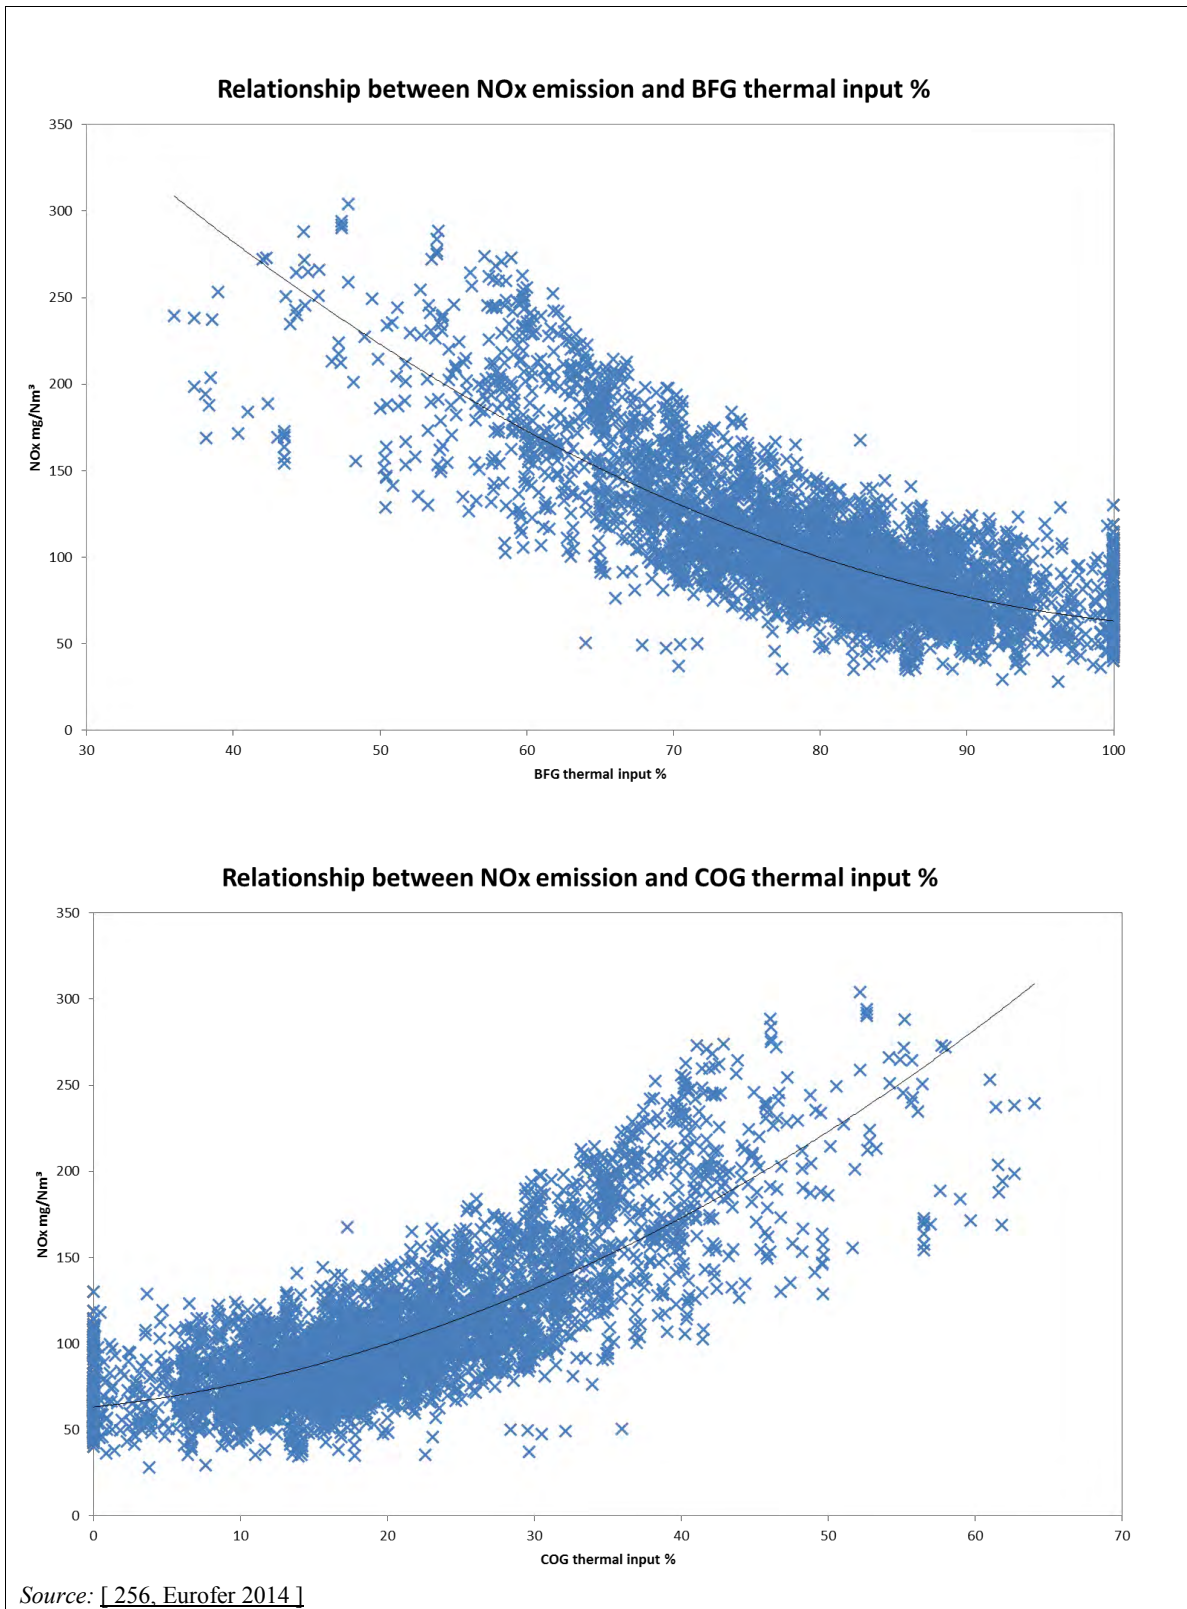 Relationship between NOx emission and BFG thermal input %
350
300
250
200
150
100
50
0
NOx mg/Nm³
30 40 50 60 70 80 90 100
BFG thermal input %
Relationship between NOx emission and COG thermal input %
350
300
250
200
150
100
50
0
NOx mg/Nm³
0 10 20 30 40 50 60 70
COG thermal input %
Source: [ 256, Eurofer 2014 ]